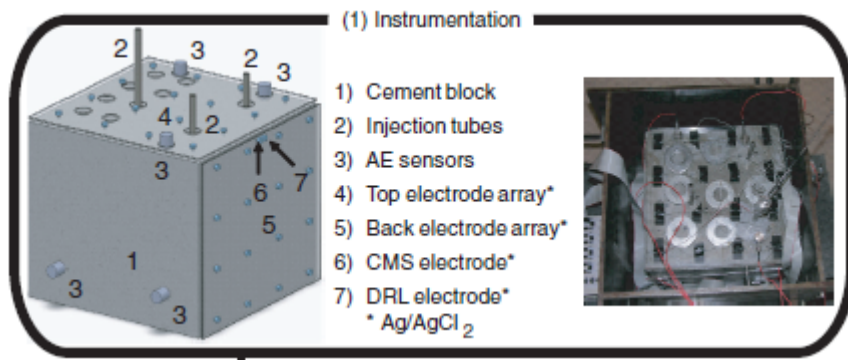 (1) Instrumentation
2
3
2
3
4
2
3
6
7
5
1
3
3
1) Cement block
2) Injection tubes
3) AE sensors
4) Top electrode array*
5) Back electrode array*
6) CMS electrode*
7) DRL electrode*
* Ag/AgCl 2